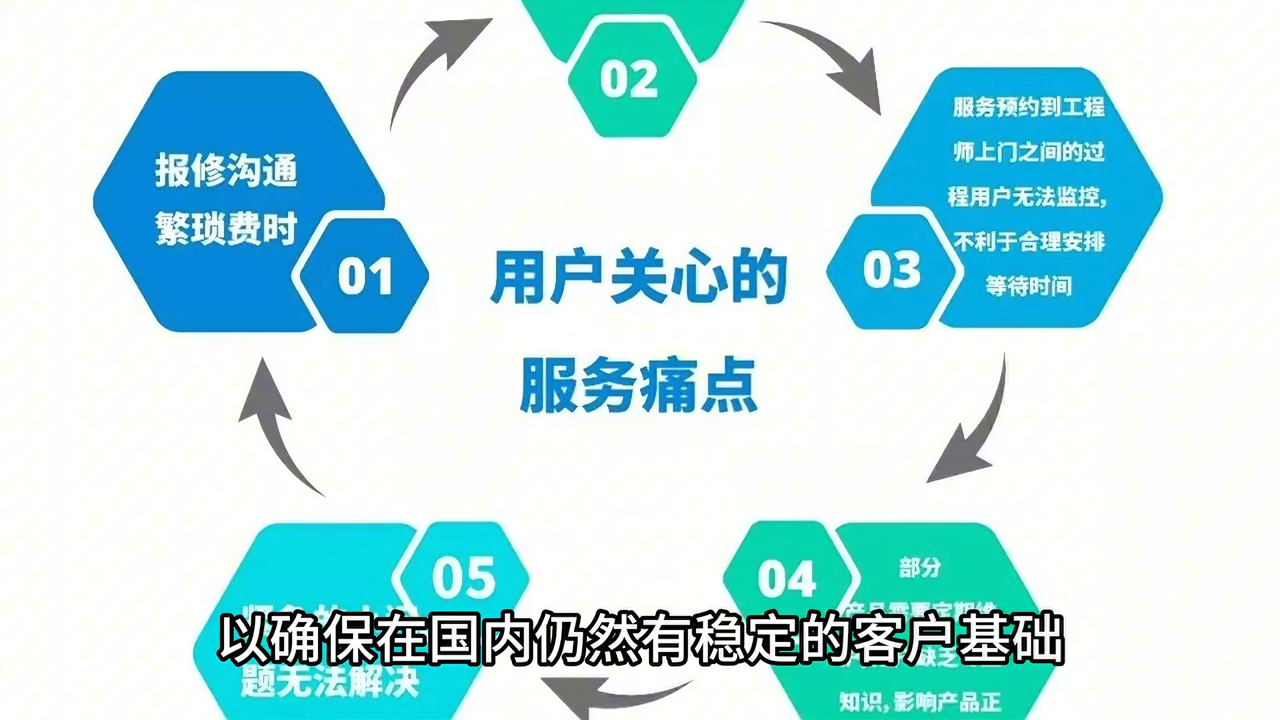 02
报修沟通
繁琐费时
01
服务预约到工程
师上门之间的过
程用户无法监控,
不利于合理安排
等待时间
03
用户关心的
服务痛点
05
题无法解决
04
部分
知识,影响产品正
以确保在国内仍然有稳定的客户基础